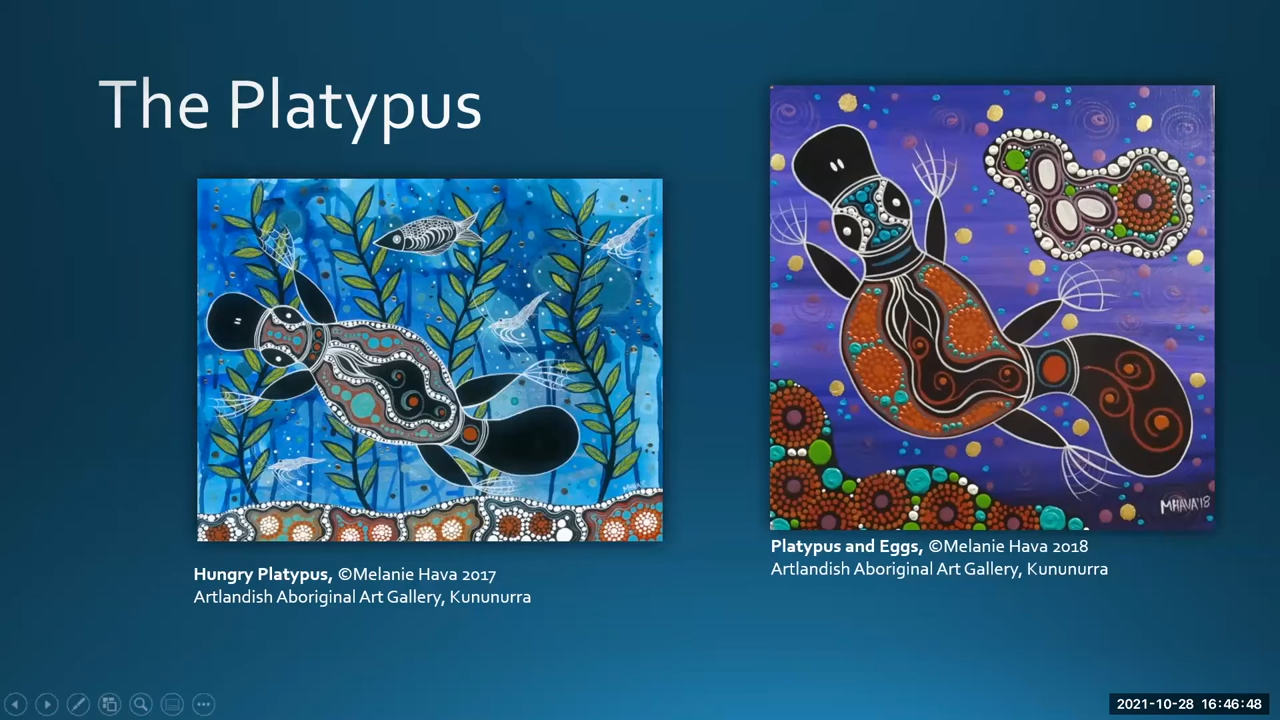 The Platypus
MHAVA'18
Platypus and Eggs, ©Melanie Hava 2018
Artlandish Aboriginal Art Gallery, Kununurra
Hungry Platypus, ©Melanie Hava 2017
Artlandish Aboriginal Art Gallery, Kununurra
2021-10-28 16:46:48